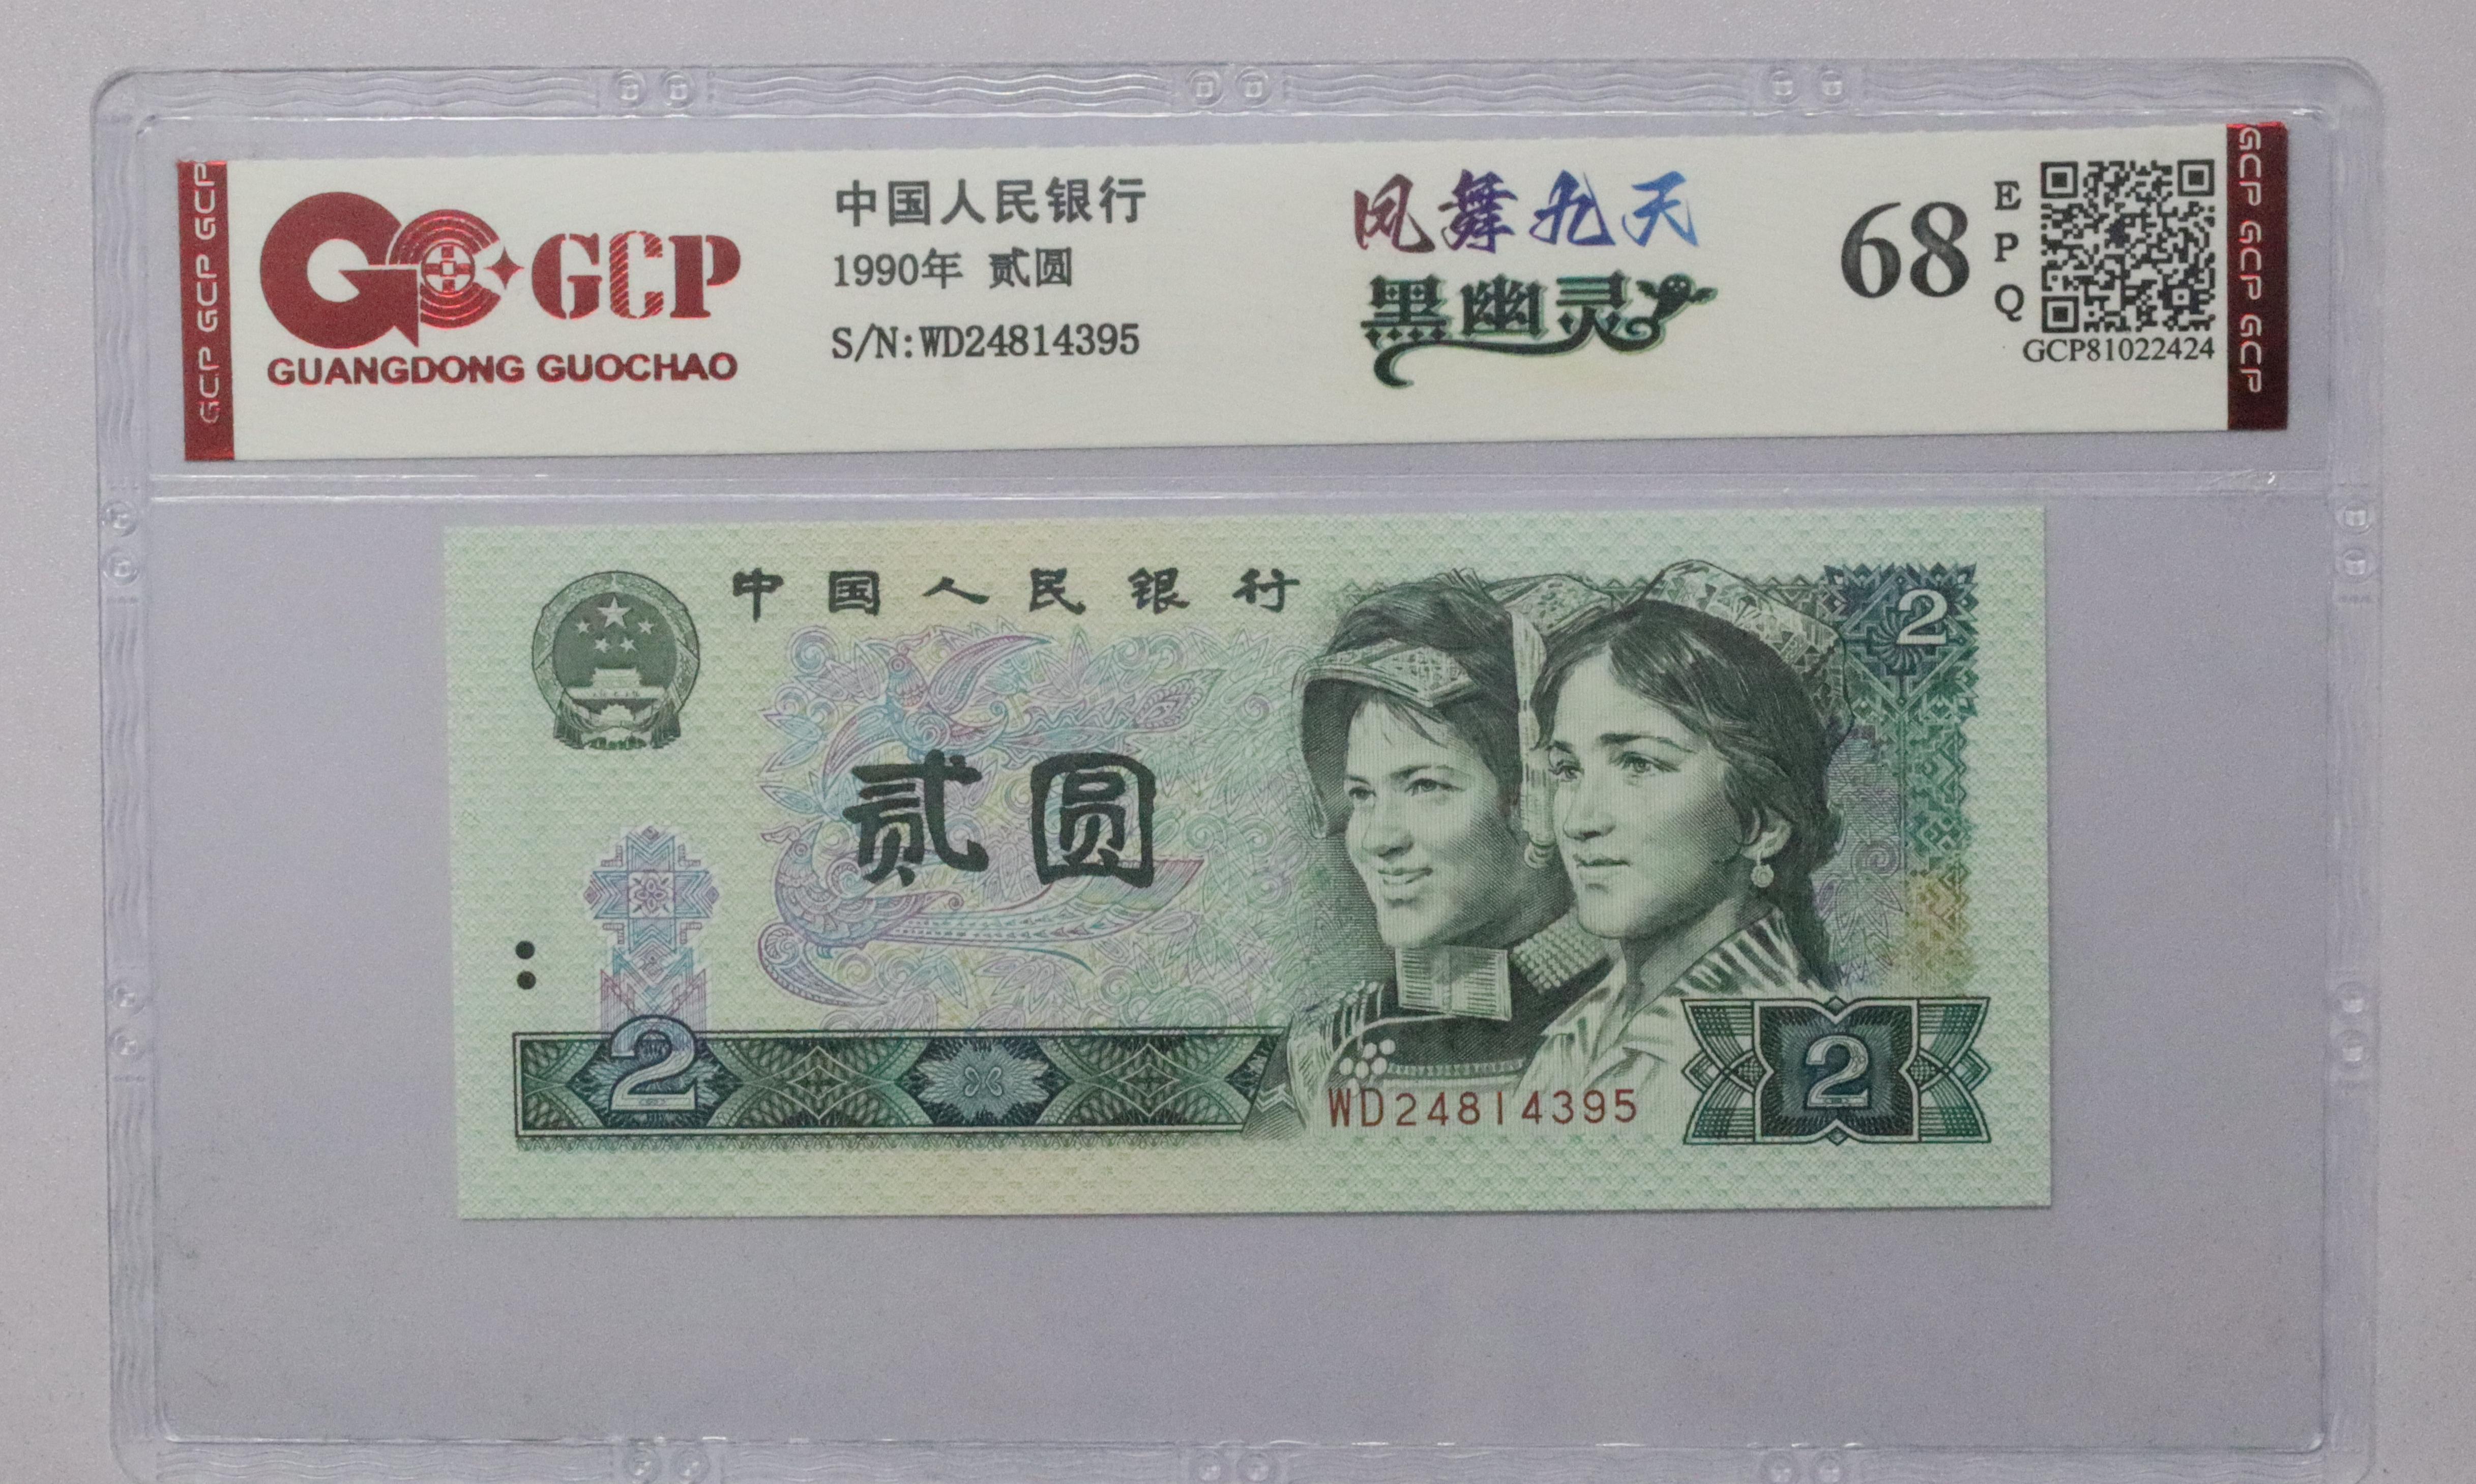 GCP GCP GCP
GCP
GUANGDONG GUOCHAO
中国人民银行
1990年 贰圆
S/N:WD24814395
凤舞九天
黑幽灵
68
EPQ
GCP81022424
GCP GCP GCP
中国人民银行
2
贰圆
2
WD24814395
2